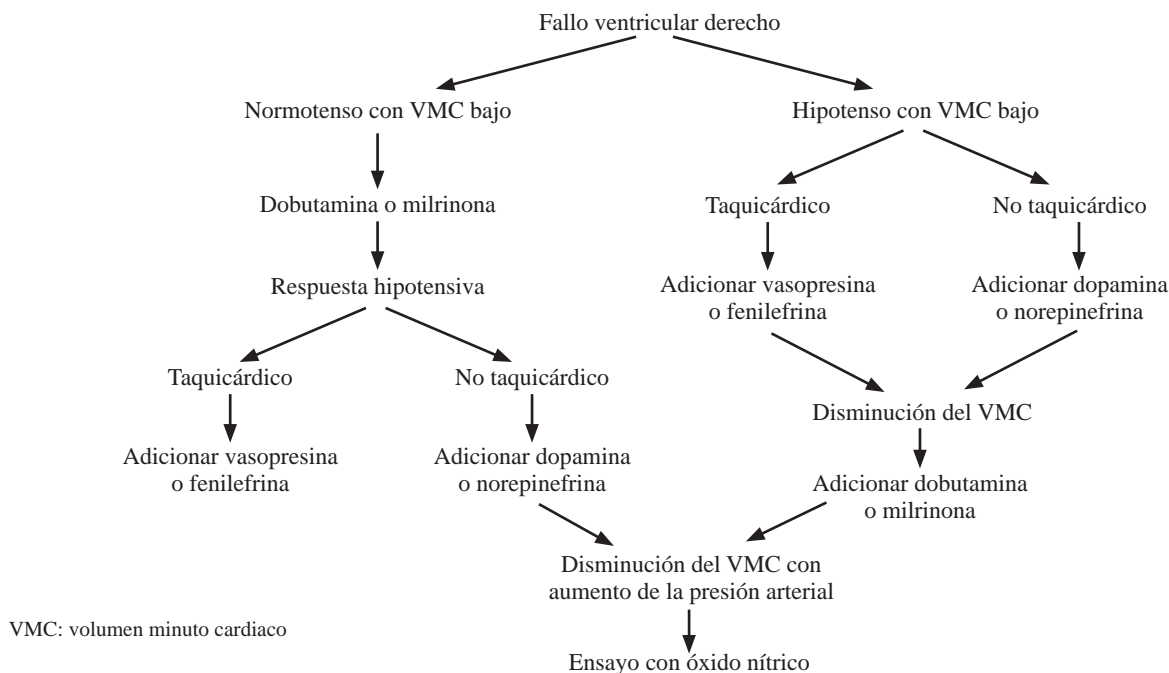 Fallo ventricular derecho
Normotenso con VMC bajo
Hipotenso con VMC bajo
Dobutamina o milrinona
Taquicárdico
No taquicárdico
Respuesta hipotensiva
Adicionar vasopresina
o fenilefrina
Adicionar dopamina
o norepinefrina
Taquicárdico
No taquicárdico
Disminución del VMC
Adicionar vasopresina
o fenilefrina
Adicionar dopamina
o norepinefrina
Adicionar dobutamina
o milrinona
Disminución del VMC con
aumento de la presión arterial
VMC: volumen minuto cardiaco
Ensayo con óxido nítrico